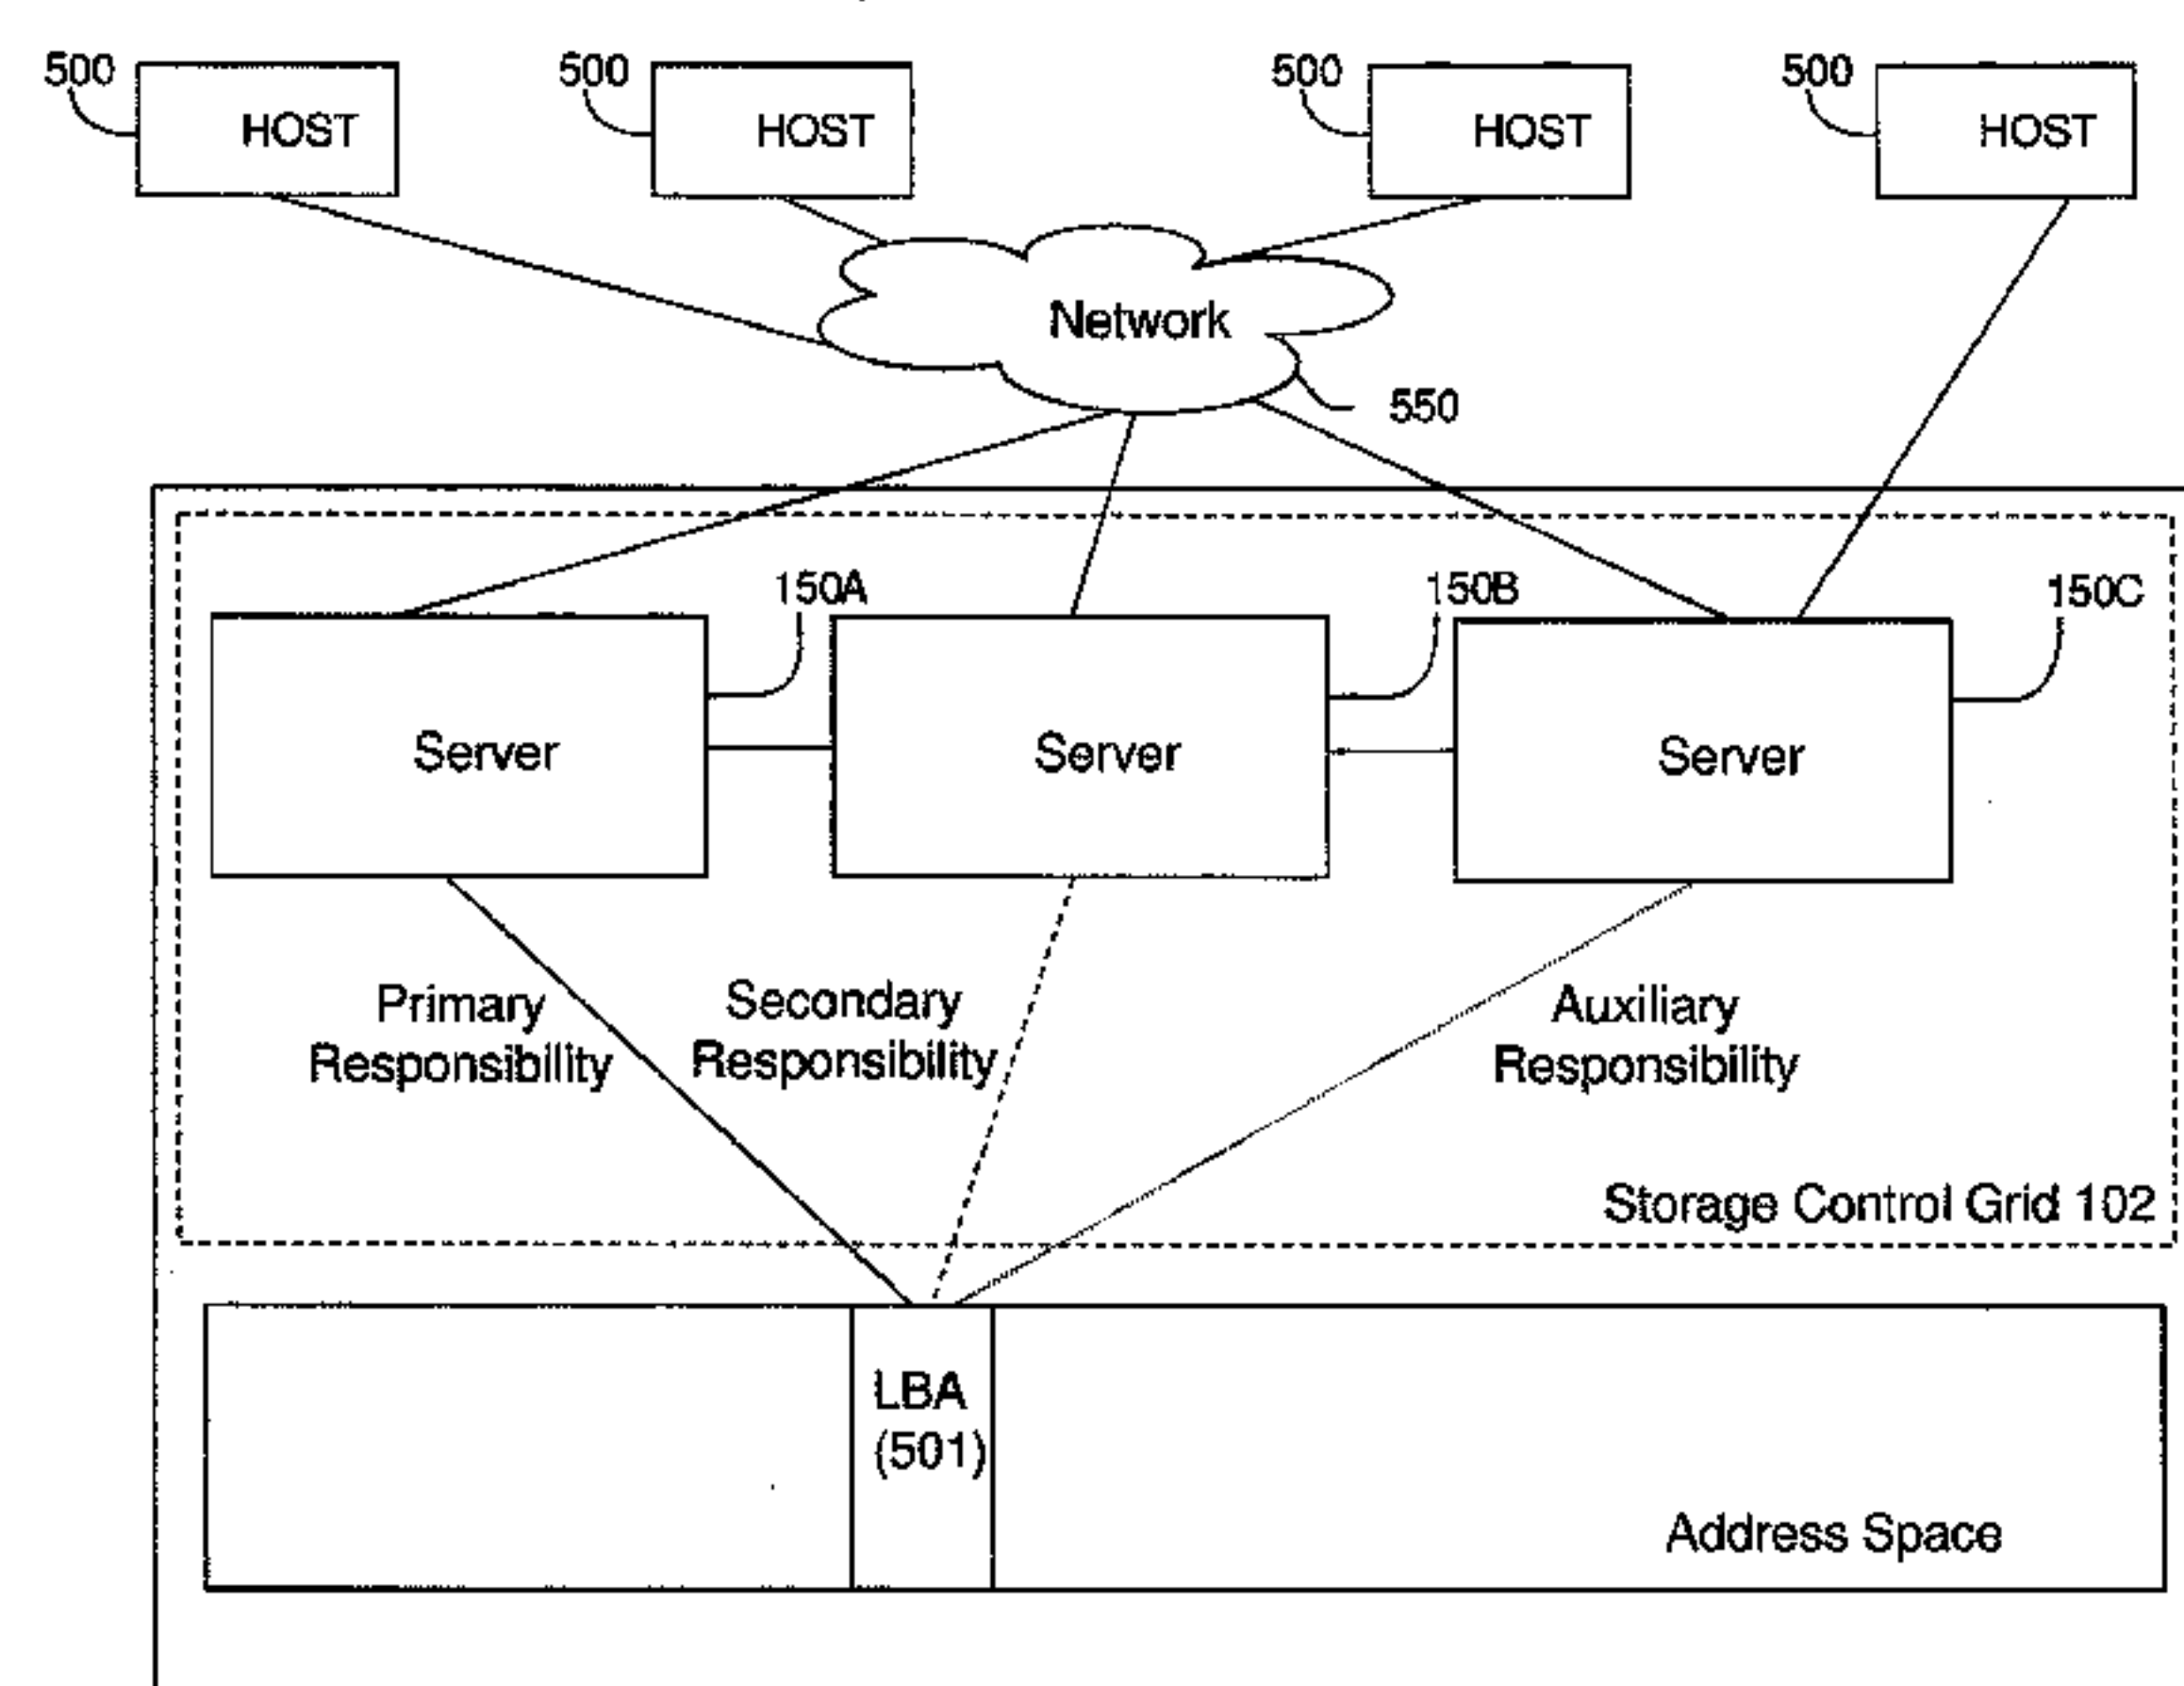 500 HOST 500 HOST 500 HOST 500 HOST
Network
550
150A 150B 150C
Server Server Server
Primary
Responsibility
Secondary
Responsibility
Auxiliary
Responsibility
Storage Control Grid 102
LBA
(501)
Address Space